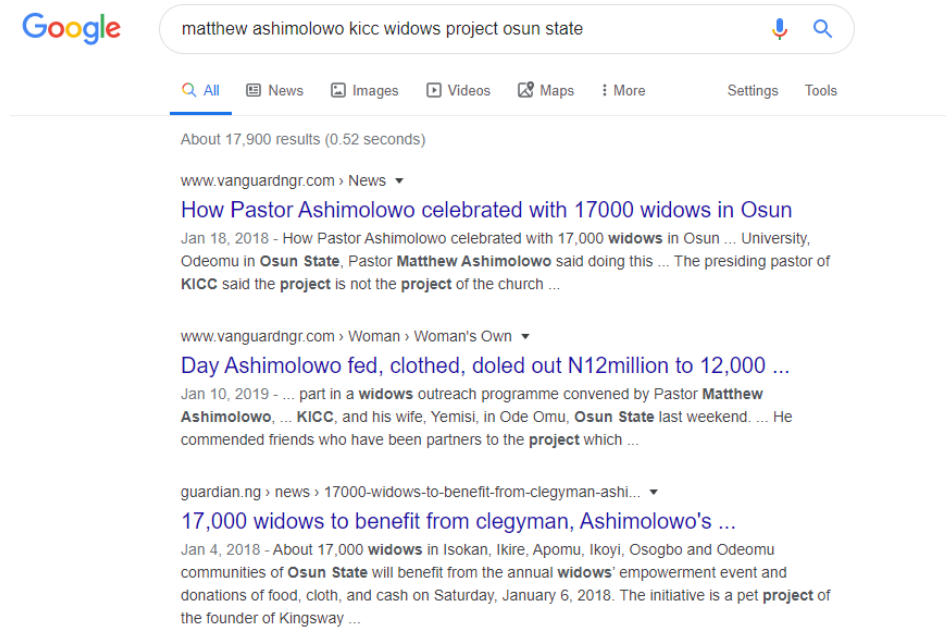 Google
matthew ashimolowo kicc widows project osun state
All News Images Videos Maps More Settings Tools
About 17,900 results (0.52 seconds)
www.vanguardngr.com › News
How Pastor Ashimolowo celebrated with 17000 widows in Osun
Jan 18, 2018 - How Pastor Ashimolowo celebrated with 17,000 widows in Osun ... University,
Odeomu in Osun State, Pastor Matthew Ashimolowo said doing this ... The presiding pastor of
KICC said the project is not the project of the church ...
www.vanguardngr.com › Woman › Woman's Own
Day Ashimolowo fed, clothed, doled out N12million to 12,000 ...
Jan 10, 2019 - ... part in a widows outreach programme convened by Pastor Matthew
Ashimolowo, ... KICC, and his wife, Yemisi, in Ode Omu, Osun State last weekend. ... He
commended friends who have been partners to the project which ...
guardian.ng › news › 17000-widows-to-benefit-from-clegyman-ashi...
17,000 widows to benefit from clegyman, Ashimolowo's ...
Jan 4, 2018 - About 17,000 widows in Isokan, Ikire, Apomu, Ikoyi, Osogbo and Odeomu
communities of Osun State will benefit from the annual widows' empowerment event and
donations of food, cloth, and cash on Saturday, January 6, 2018. The initiative is a pet project of
the founder of Kingsway ...